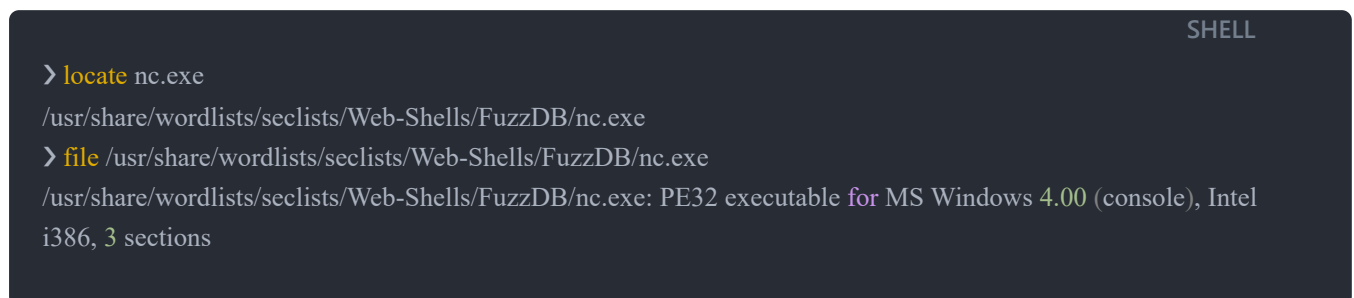 SHELL
❯ locate nc.exe
/usr/share/wordlists/seclists/Web-Shells/FuzzDB/nc.exe
❯ file /usr/share/wordlists/seclists/Web-Shells/FuzzDB/nc.exe
/usr/share/wordlists/seclists/Web-Shells/FuzzDB/nc.exe: PE32 executable for MS Windows 4.00 (console), Intel
i386, 3 sections